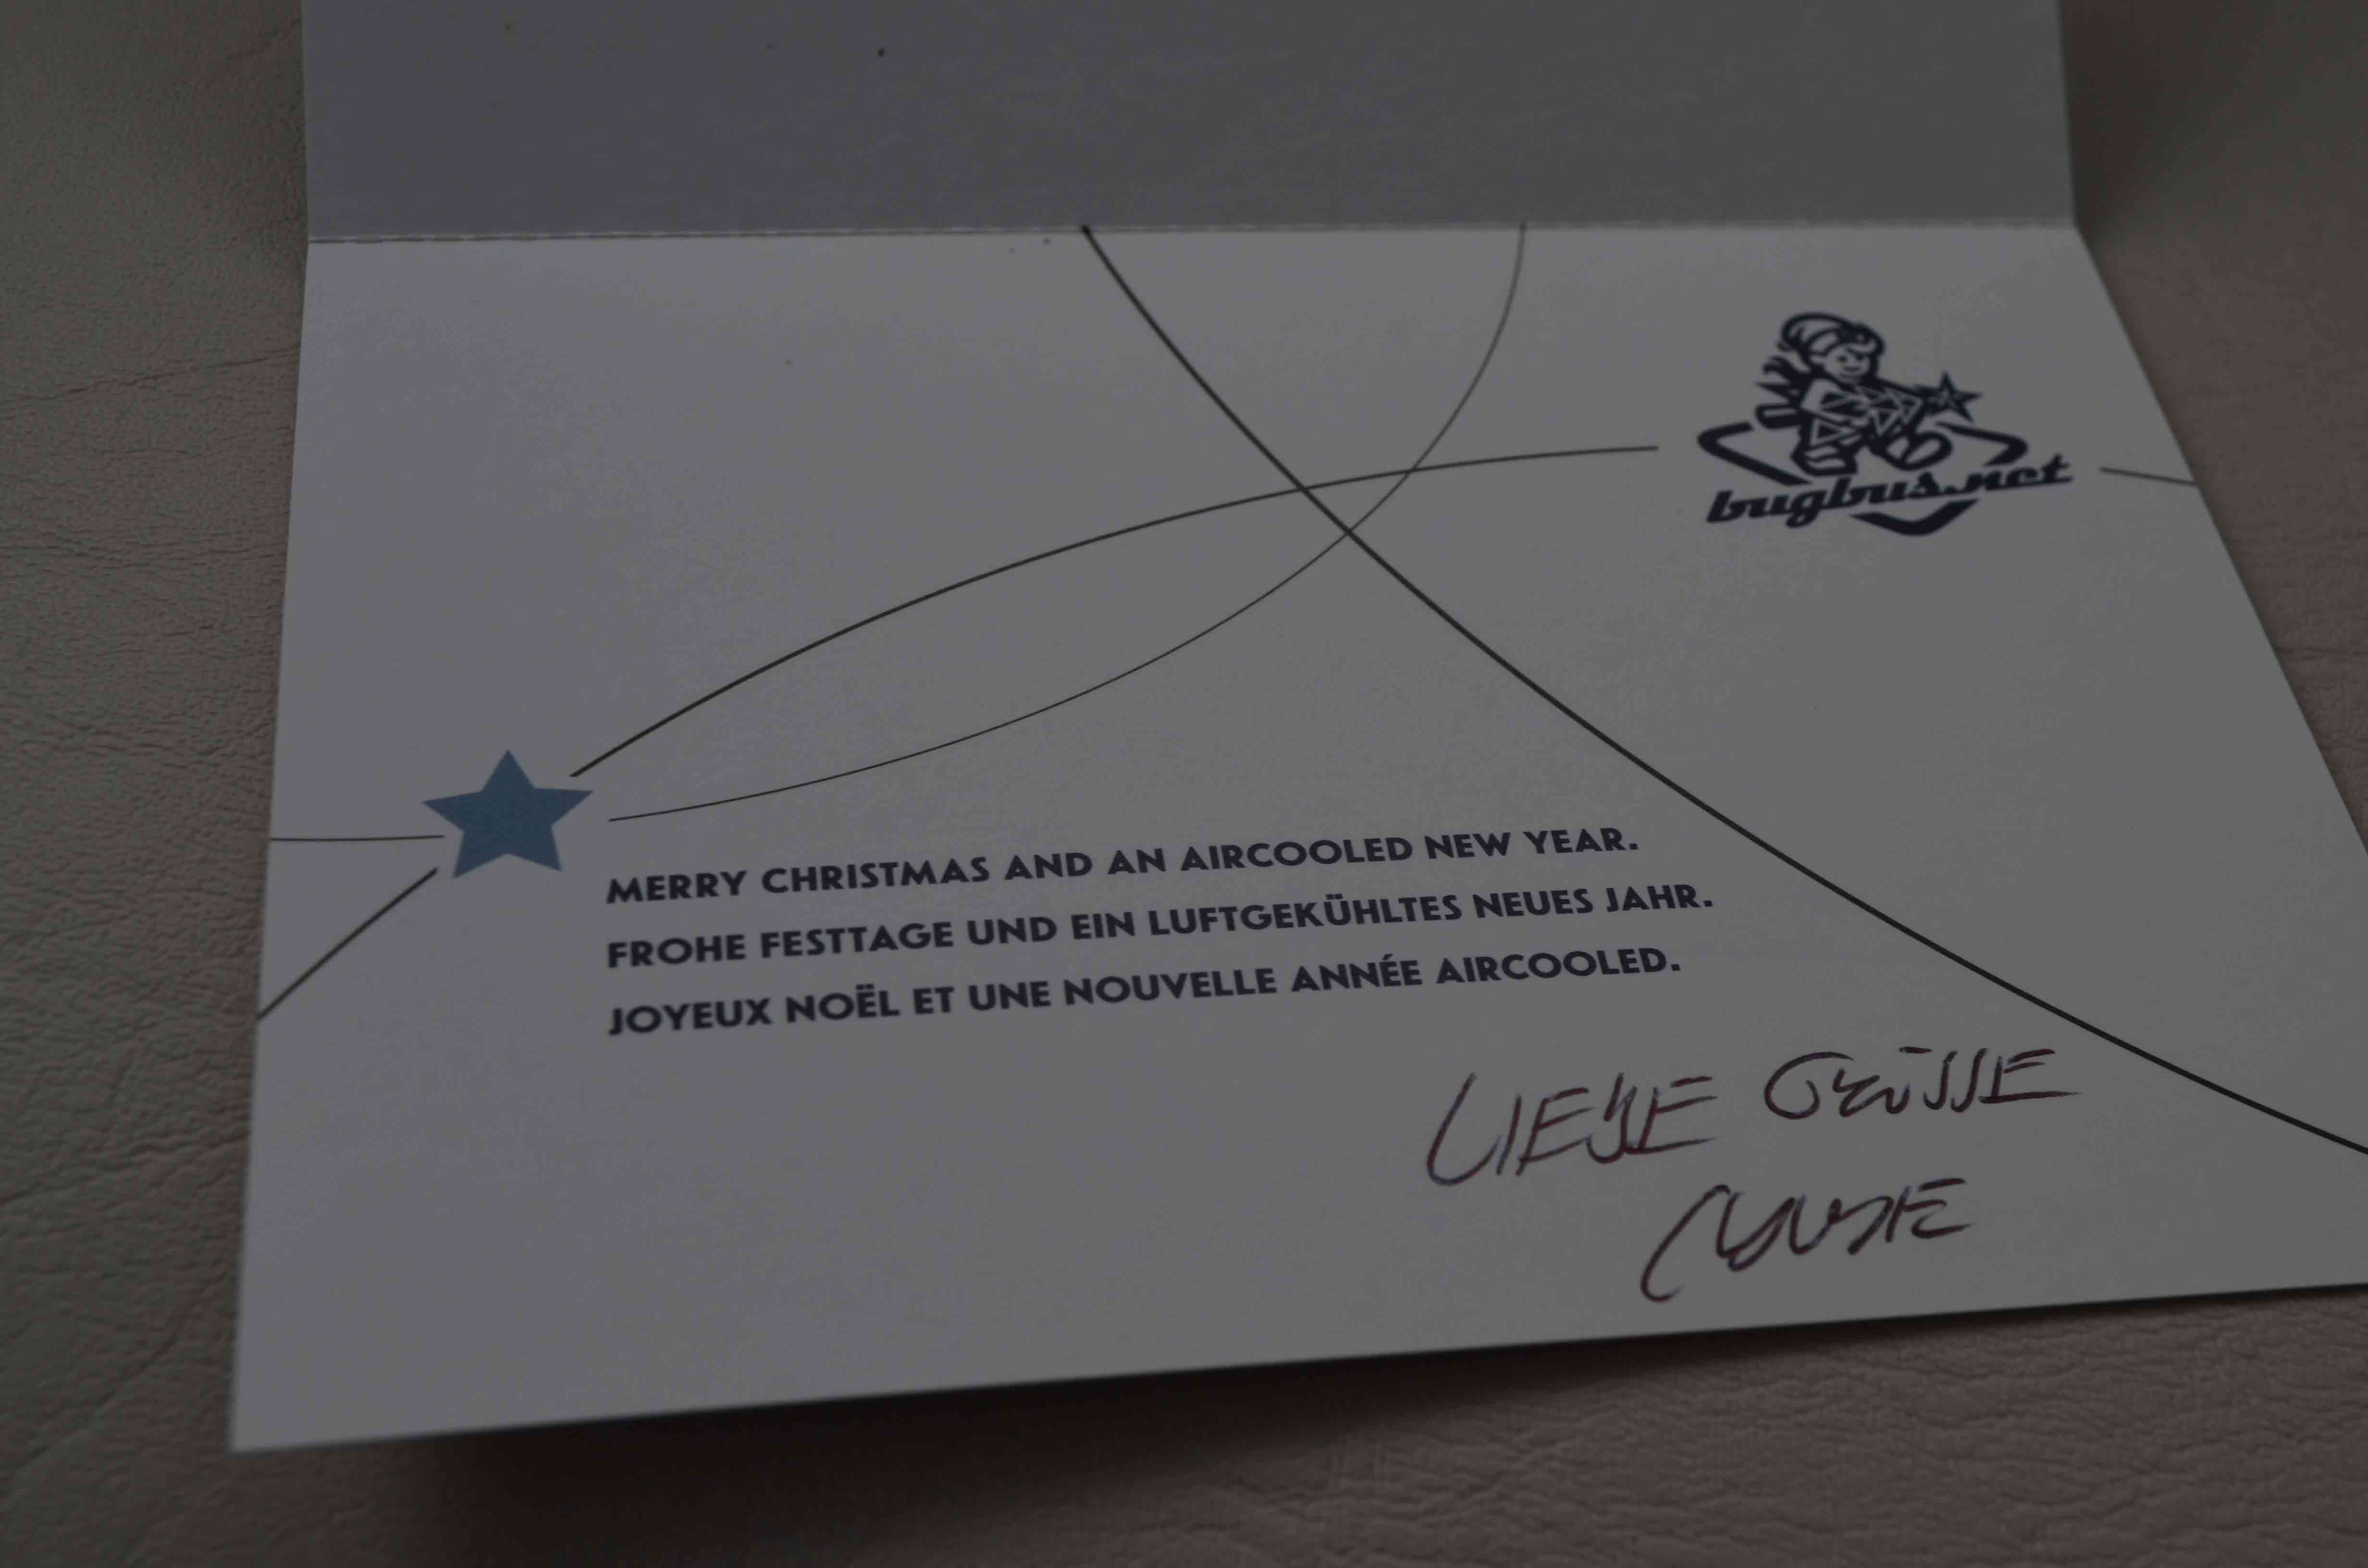 bugbus.net
MERRY CHRISTMAS AND AN AIRCOOLED NEW YEAR.
FROHE FESTTAGE UND EIN LUFTGEKÜHLTES NEUES JAHR.
JOYEUX NOËL ET UNE NOUVELLE ANNÉE AIRCOOLED.
LIEBE GRÜSSE